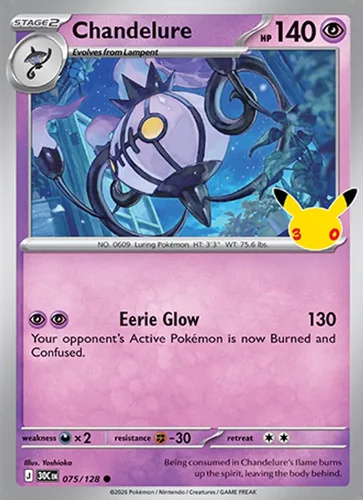 STAGE2 Chandelure HP 140
Evolves from Lampent
30
NO. 0609 Luring Pokémon HT: 3'3" WT: 75.6 lbs.
Eerie Glow 130
Your opponent's Active Pokémon is now Burned and
Confused.
weakness ×2 resistance -30 retreat
Illus. Yoshioka
J 30C EN 075/128
Being consumed in Chandelure's flame burns
up the spirit, leaving the body behind.
©2026 Pokémon / Nintendo / Creatures / GAME FREAK